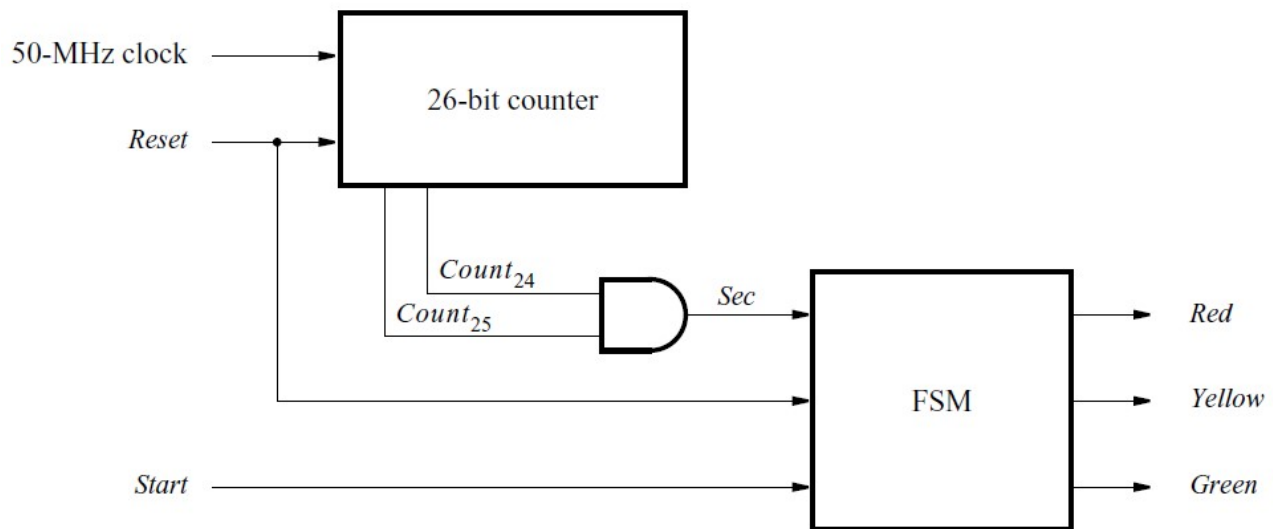 50-MHz clock
26-bit counter
Reset
Count24
Sec
Count25
Red
FSM
Yellow
Start
Green